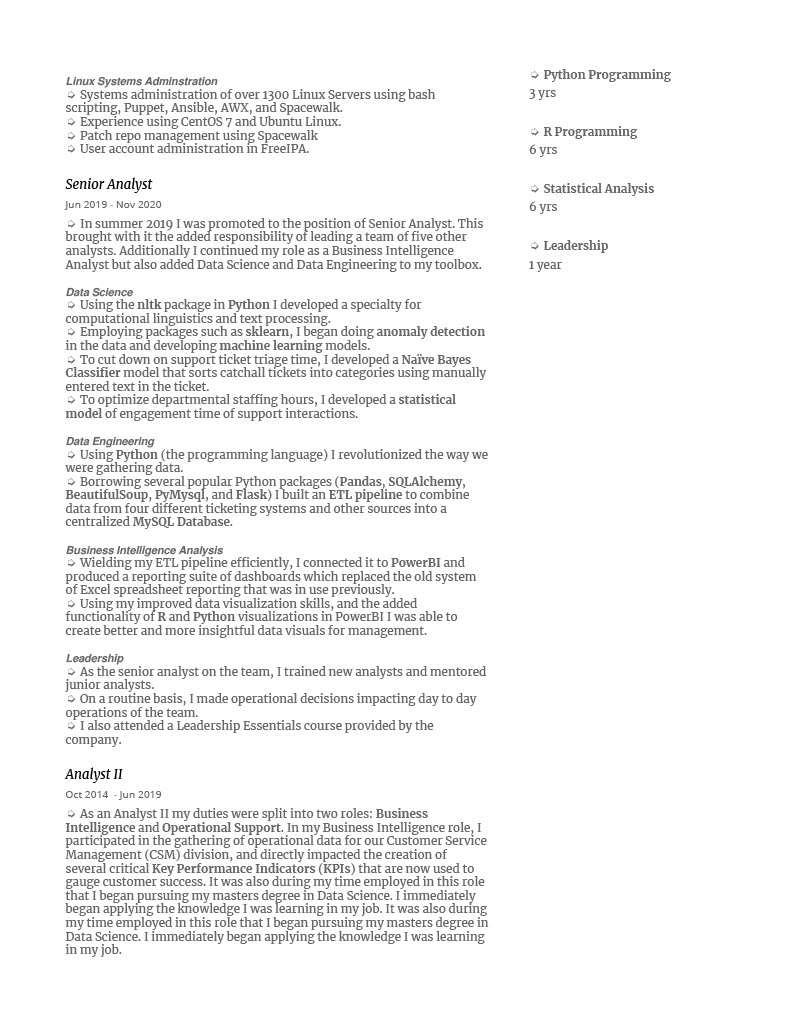 Linux Systems Adminstration
➭ Systems administration of over 1300 Linux Servers using bash
scripting, Puppet, Ansible, AWX, and Spacewalk.
➭ Experience using CentOS 7 and Ubuntu Linux.
➭ Patch repo management using Spacewalk
➭ User account administration in FreeIPA.
Senior Analyst
Jun 2019 - Nov 2020
➭ In summer 2019 I was promoted to the position of Senior Analyst. This
brought with it the added responsibility of leading a team of five other
analysts. Additionally I continued my role as a Business Intelligence
Analyst but also added Data Science and Data Engineering to my toolbox.
Data Science
➭ Using the nltk package in Python I developed a specialty for
computational linguistics and text processing.
➭ Employing packages such as sklearn, I began doing anomaly detection
in the data and developing machine learning models.
➭ To cut down on support ticket triage time, I developed a Naïve Bayes
Classifier model that sorts catchall tickets into categories using manually
entered text in the ticket.
➭ To optimize departmental staffing hours, I developed a statistical
model of engagement time of support interactions.
Data Engineering
➭ Using Python (the programming language) I revolutionized the way we
were gathering data.
➭ Borrowing several popular Python packages (Pandas, SQLAlchemy,
BeautifulSoup, PyMysql, and Flask) I built an ETL pipeline to combine
data from four different ticketing systems and other sources into a
centralized MySQL Database.
Business Intelligence Analysis
➭ Wielding my ETL pipeline efficiently, I connected it to PowerBI and
produced a reporting suite of dashboards which replaced the old system
of Excel spreadsheet reporting that was in use previously.
➭ Using my improved data visualization skills, and the added
functionality of R and Python visualizations in PowerBI I was able to
create better and more insightful data visuals for management.
Leadership
➭ As the senior analyst on the team, I trained new analysts and mentored
junior analysts.
➭ On a routine basis, I made operational decisions impacting day to day
operations of the team.
➭ I also attended a Leadership Essentials course provided by the
company.
Analyst II
Oct 2014 - Jun 2019
➭ As an Analyst II my duties were split into two roles: Business
Intelligence and Operational Support. In my Business Intelligence role, I
participated in the gathering of operational data for our Customer Service
Management (CSM) division, and directly impacted the creation of
several critical Key Performance Indicators (KPIs) that are now used to
gauge customer success. It was also during my time employed in this role
that I began pursuing my masters degree in Data Science. I immediately
began applying the knowledge I was learning in my job. It was also during
my time employed in this role that I began pursuing my masters degree in
Data Science. I immediately began applying the knowledge I was learning
in my job.
➭ Python Programming
3 yrs
➭ R Programming
6 yrs
➭ Statistical Analysis
6 yrs
➭ Leadership
1 year